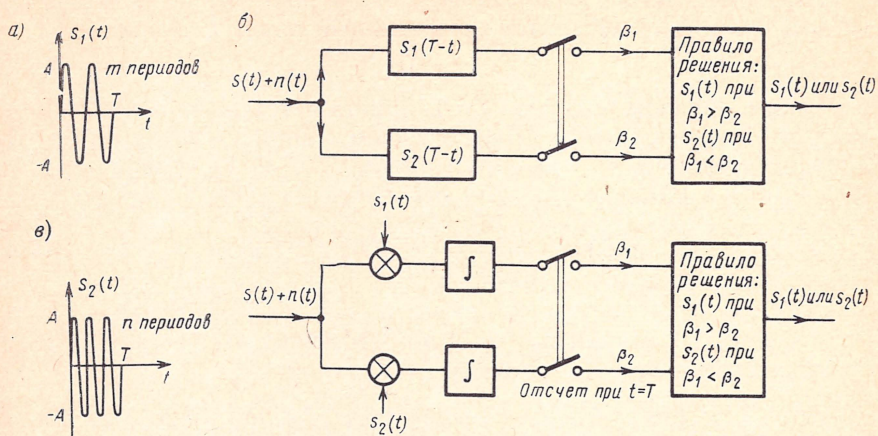 а)
s₁(t)
A
m периодов
T
t
-A
б)
s(t)+n(t)
s₁(T-t)
s₂(T-t)
β₁
β₂
Правило
решения:
s₁(t) при
β₁>β₂
s₂(t) при
β₁<β₂
s₁(t) или s₂(t)
в)
s₂(t)
A
n периодов
T
t
-A
s(t)+n(t)
s₁(t)
∫
s₂(t)
∫
β₁
β₂
Отсчет при t=T
Правило
решения:
s₁(t) при
β₁>β₂
s₂(t) при
β₁<β₂
s₁(t) или s₂(t)